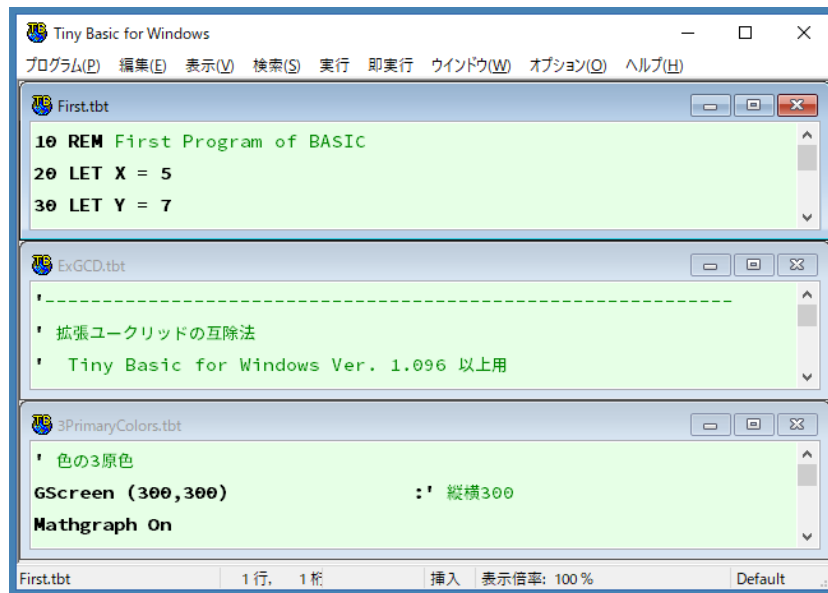 Tiny Basic for Windows
プログラム(P) 編集(E) 表示(V) 検索(S) 実行 即実行 ウインドウ(W) オプション(O) ヘルプ(H)
First.tbt
10 REM First Program of BASIC
20 LET X = 5
30 LET Y = 7
ExGCD.tbt
'------------------------------------------------------------
' 拡張ユークリッドの互除法
' Tiny Basic for Windows Ver. 1.096 以上用
3PrimaryColors.tbt
' 色の3原色
GScreen (300,300) :' 縦横300
Mathgraph On
First.tbt 1行, 1桁 挿入 表示倍率: 100 % Default